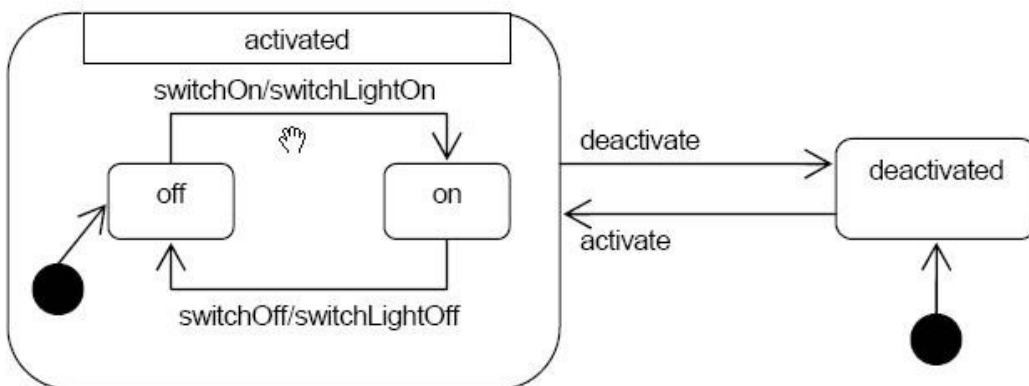 activated
switchOn/switchLightOn
off
on
switchOff/switchLightOff
deactivate
activate
deactivated